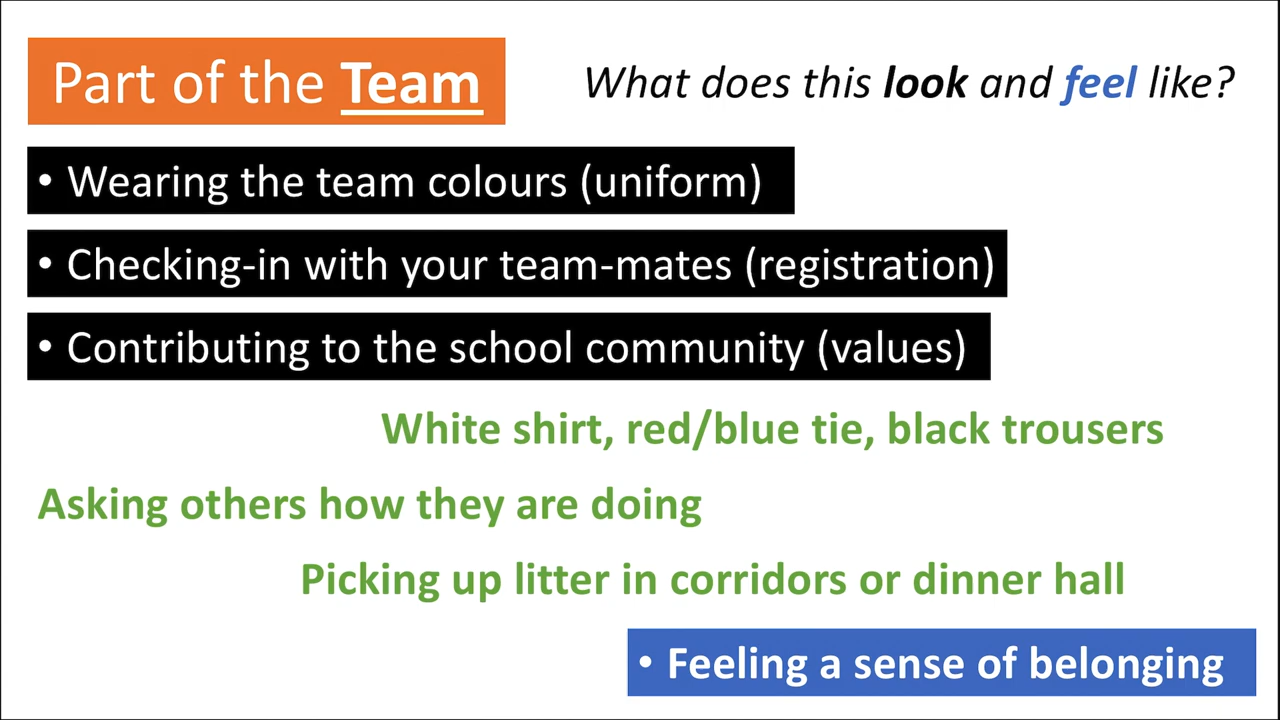 Part of the Team
What does this look and feel like?
• Wearing the team colours (uniform)
• Checking-in with your team-mates (registration)
• Contributing to the school community (values)
White shirt, red/blue tie, black trousers
Asking others how they are doing
Picking up litter in corridors or dinner hall
• Feeling a sense of belonging